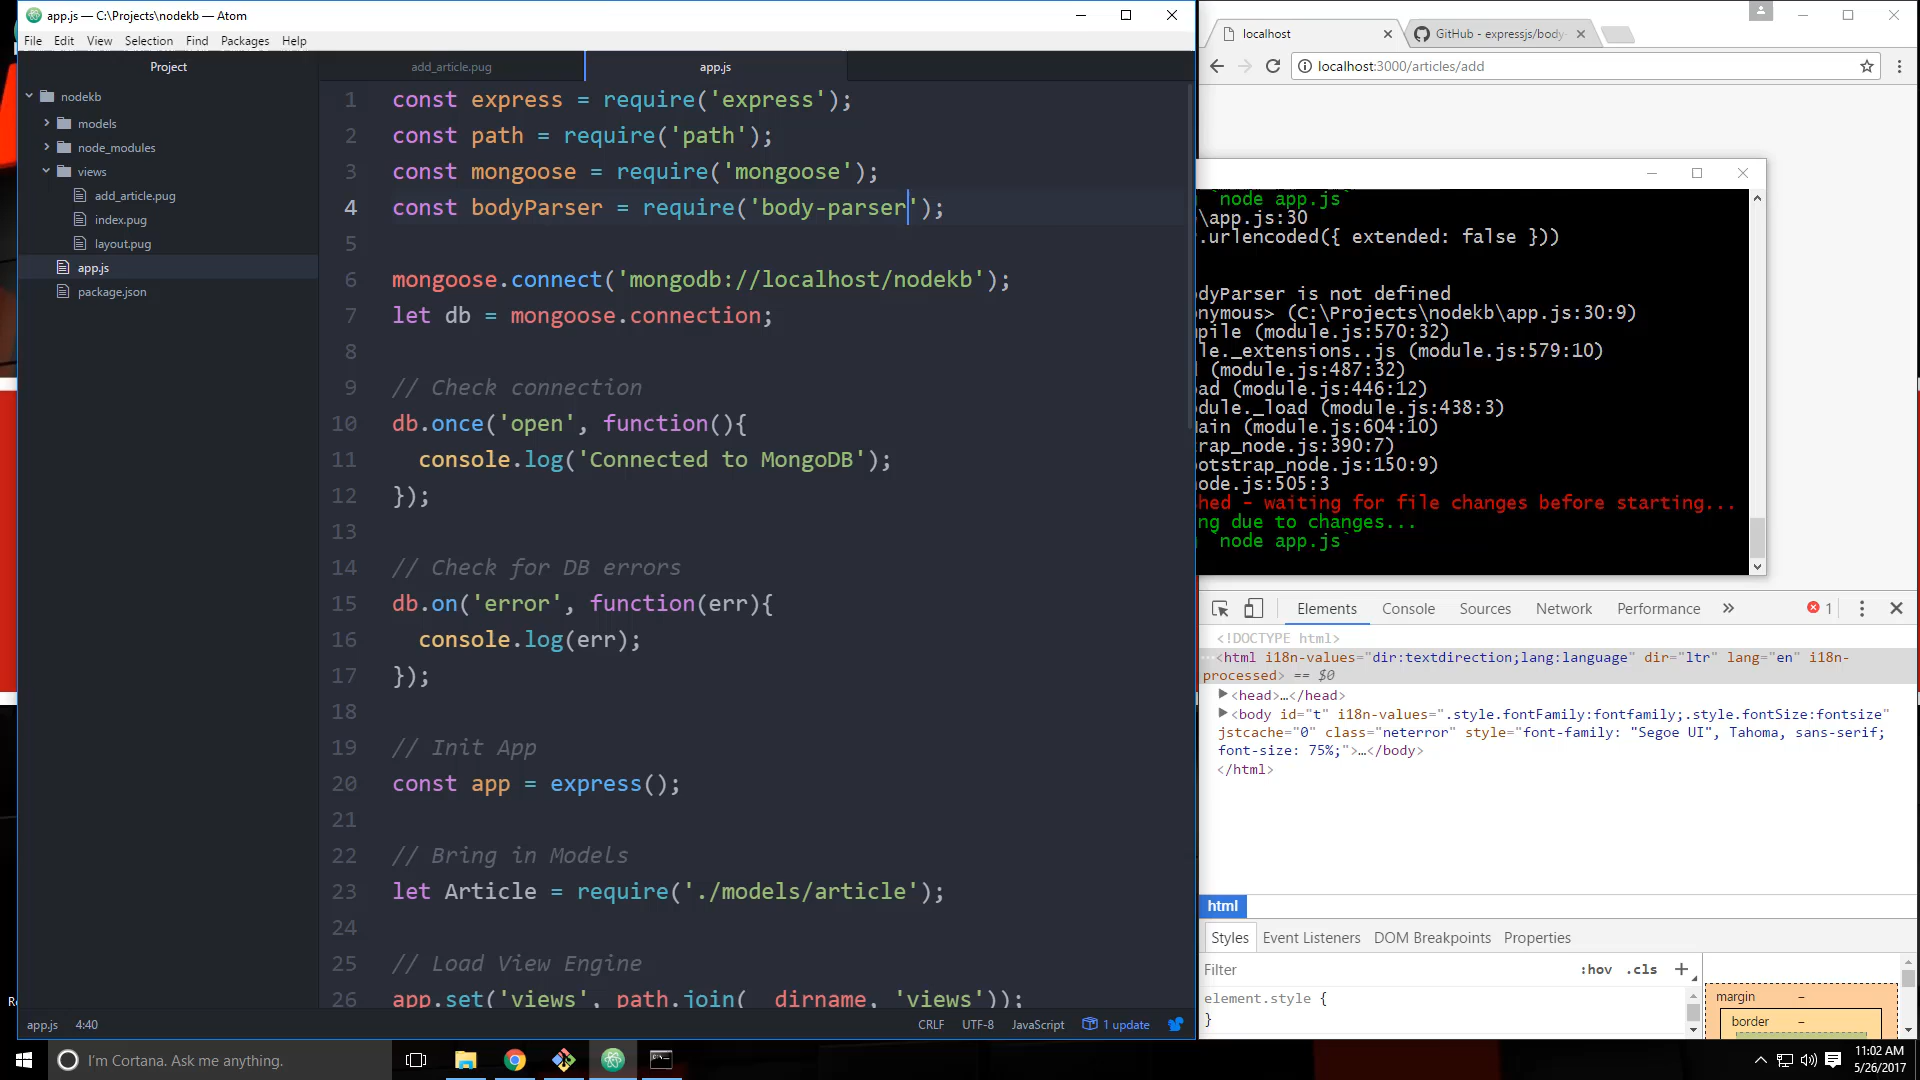 app.js — C:\Projects\nodekb — Atom
File Edit View Selection Find Packages Help
Project
nodekb
models
node_modules
views
add_article.pug
index.pug
layout.pug
app.js
package.json
add_article.pug
app.js
1 const express = require('express');
2 const path = require('path');
3 const mongoose = require('mongoose');
4 const bodyParser = require('body-parser');
5
6 mongoose.connect('mongodb://localhost/nodekb');
7 let db = mongoose.connection;
8
9 // Check connection
10 db.once('open', function(){
11 console.log('Connected to MongoDB');
12 });
13
14 // Check for DB errors
15 db.on('error', function(err){
16 console.log(err);
17 });
18
19 // Init App
20 const app = express();
21
22 // Bring in Models
23 let Article = require('./models/article');
24
25 // Load View Engine
26 app.set('views', path.join(__dirname, 'views'));
app.js 4:40
CRLF UTF-8 JavaScript 1 update
localhost
GitHub - expressjs/body
localhost:3000/articles/add
`node app.js`
\app.js:30
.urlencoded({ extended: false }))
dyParser is not defined
nymous> (C:\Projects\nodekb\app.js:30:9)
pile (module.js:570:32)
le._extensions..js (module.js:579:10)
(module.js:487:32)
ad (module.js:446:12)
dule._load (module.js:438:3)
ain (module.js:604:10)
rap_node.js:390:7)
otstrap_node.js:150:9)
ode.js:505:3
hed - waiting for file changes before starting...
ng due to changes...
`node app.js`
Elements Console Sources Network Performance » 1
<!DOCTYPE html>
<html i18n-values="dir:textdirection;lang:language" dir="ltr" lang="en" i18n-
processed> == $0
<head>…</head>
<body id="t" i18n-values=".style.fontFamily:fontfamily;.style.fontSize:fontsize"
jstcache="0" class="neterror" style="font-family: "Segoe UI", Tahoma, sans-serif;
font-size: 75%;">…</body>
</html>
html
Styles Event Listeners DOM Breakpoints Properties
Filter :hov .cls +
element.style {
}
margin –
border –
I'm Cortana. Ask me anything.
11:02 AM
5/26/2017